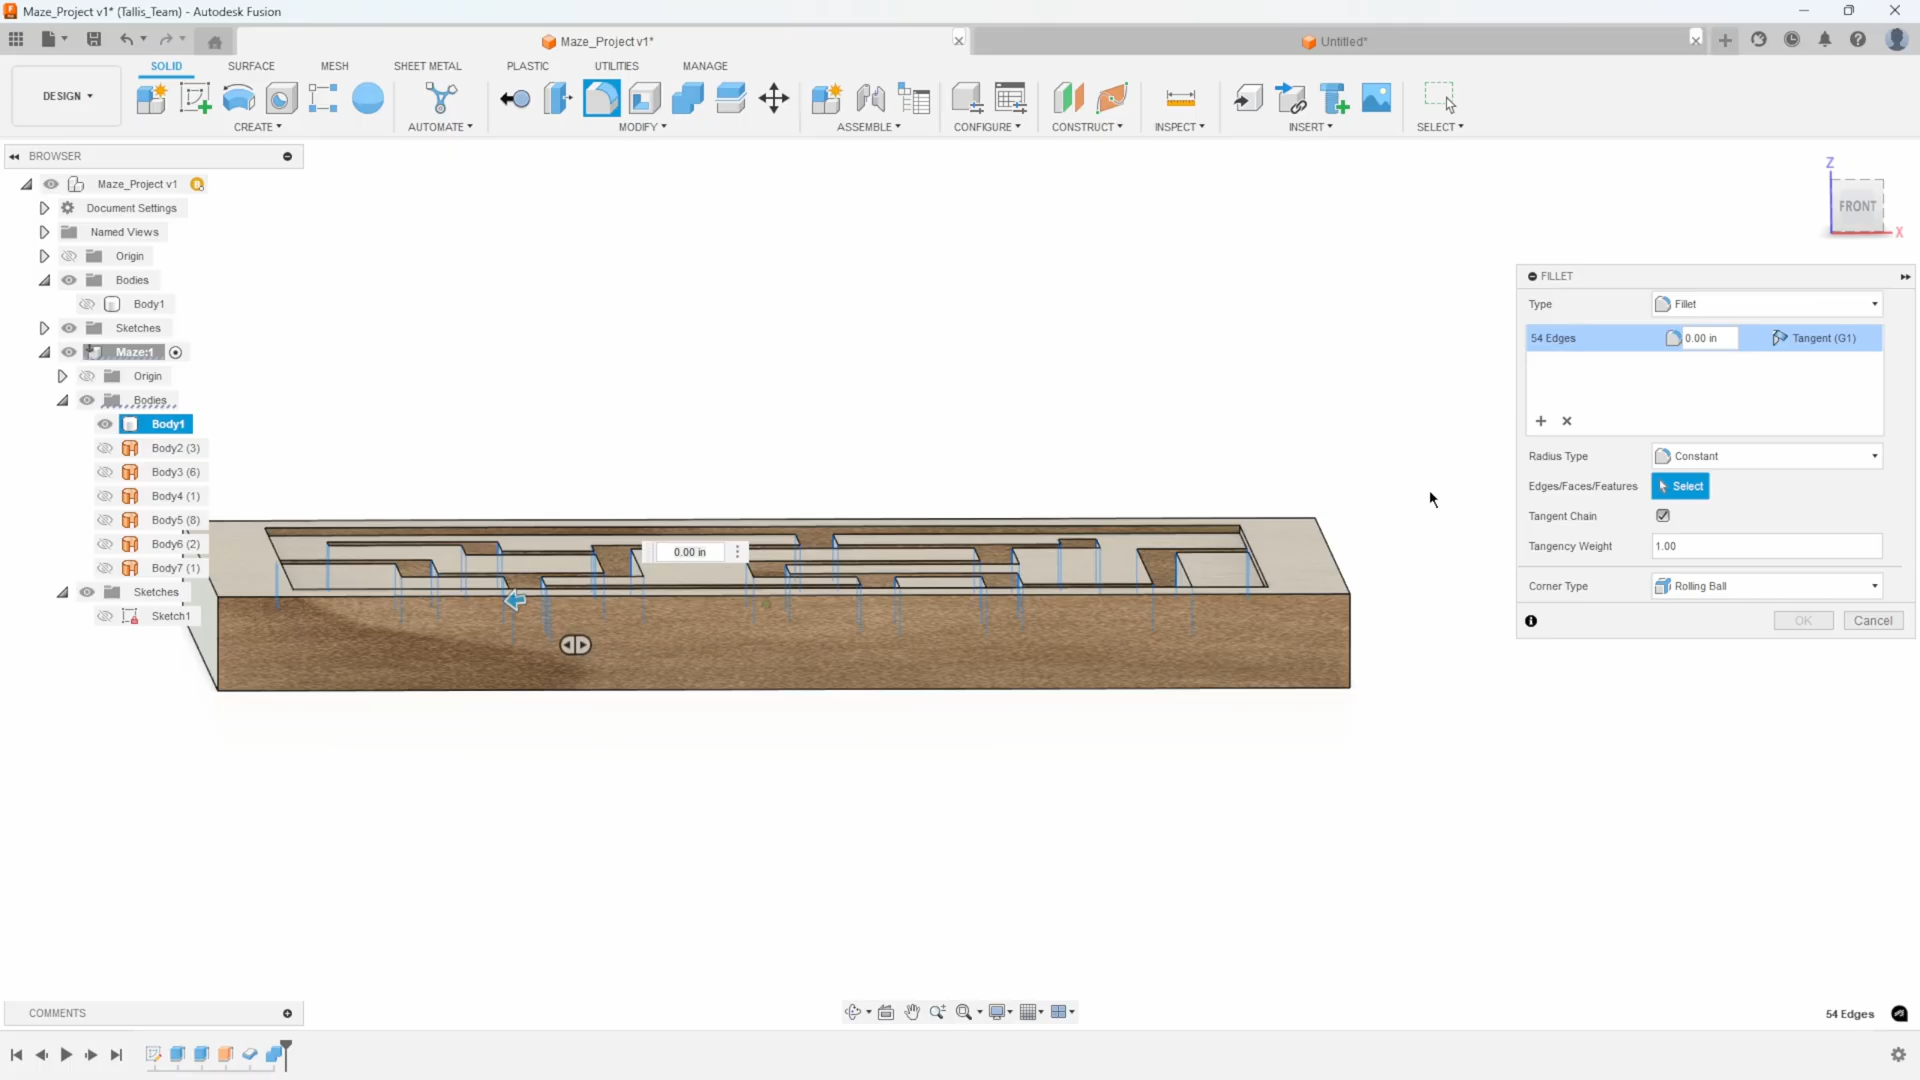 Maze_Project v1* (Tallis_Team) - Autodesk Fusion
Maze_Project v1*
Untitled*
DESIGN
SOLID
SURFACE
MESH
SHEET METAL
PLASTIC
UTILITIES
MANAGE
CREATE
AUTOMATE
MODIFY
ASSEMBLE
CONFIGURE
CONSTRUCT
INSPECT
INSERT
SELECT
BROWSER
Maze_Project v1
Document Settings
Named Views
Origin
Bodies
Body1
Sketches
Maze:1
Origin
Bodies
Body1
Body2 (3)
Body3 (6)
Body4 (1)
Body5 (8)
Body6 (2)
Body7 (1)
Sketches
Sketch1
0.00 in
Z
FRONT
X
FILLET
Type
Fillet
54 Edges
0.00 in
Tangent (G1)
Radius Type
Constant
Edges/Faces/Features
Select
Tangent Chain
Tangency Weight
1.00
Corner Type
Rolling Ball
OK
Cancel
COMMENTS
54 Edges